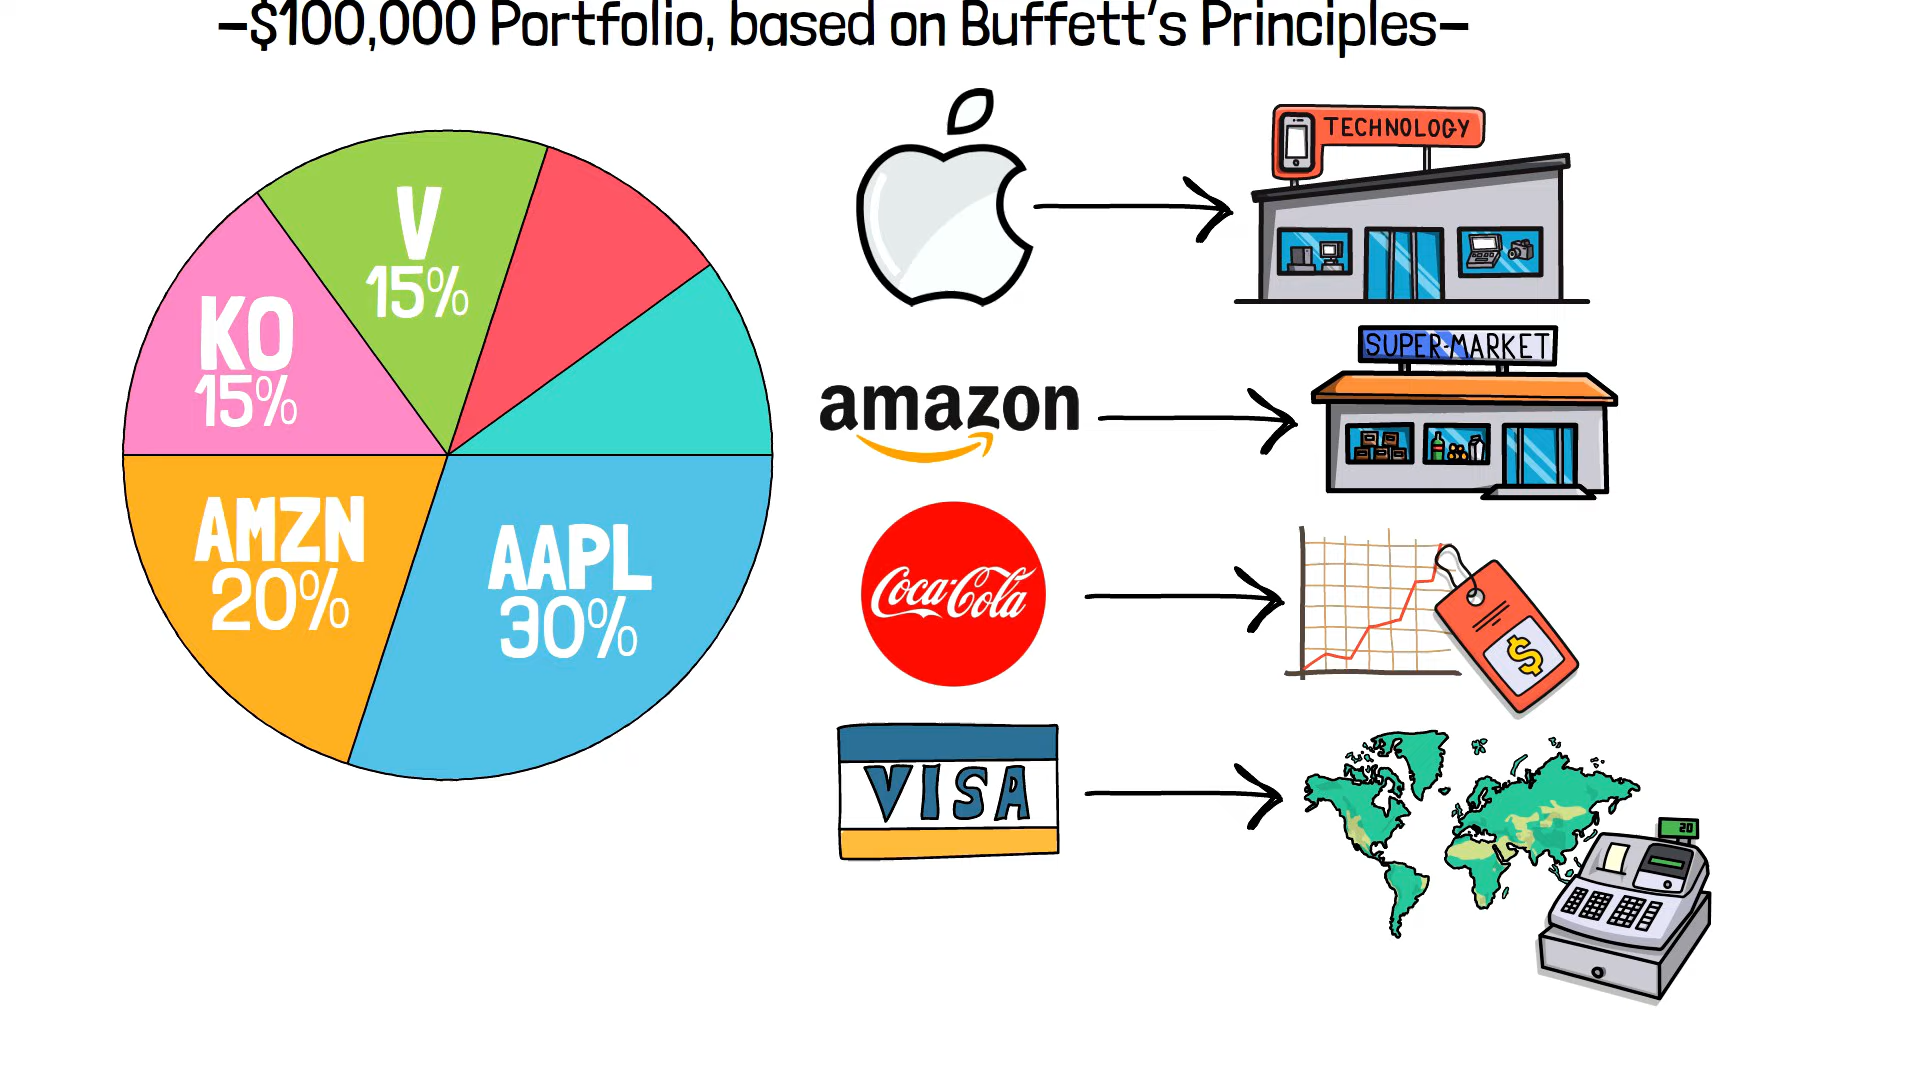 –$100,000 Portfolio, based on Buffett's Principles–
V
15%
KO
15%
AMZN
20%
AAPL
30%
TECHNOLOGY
amazon
SUPER-MARKET
Coca-Cola
$
VISA
20